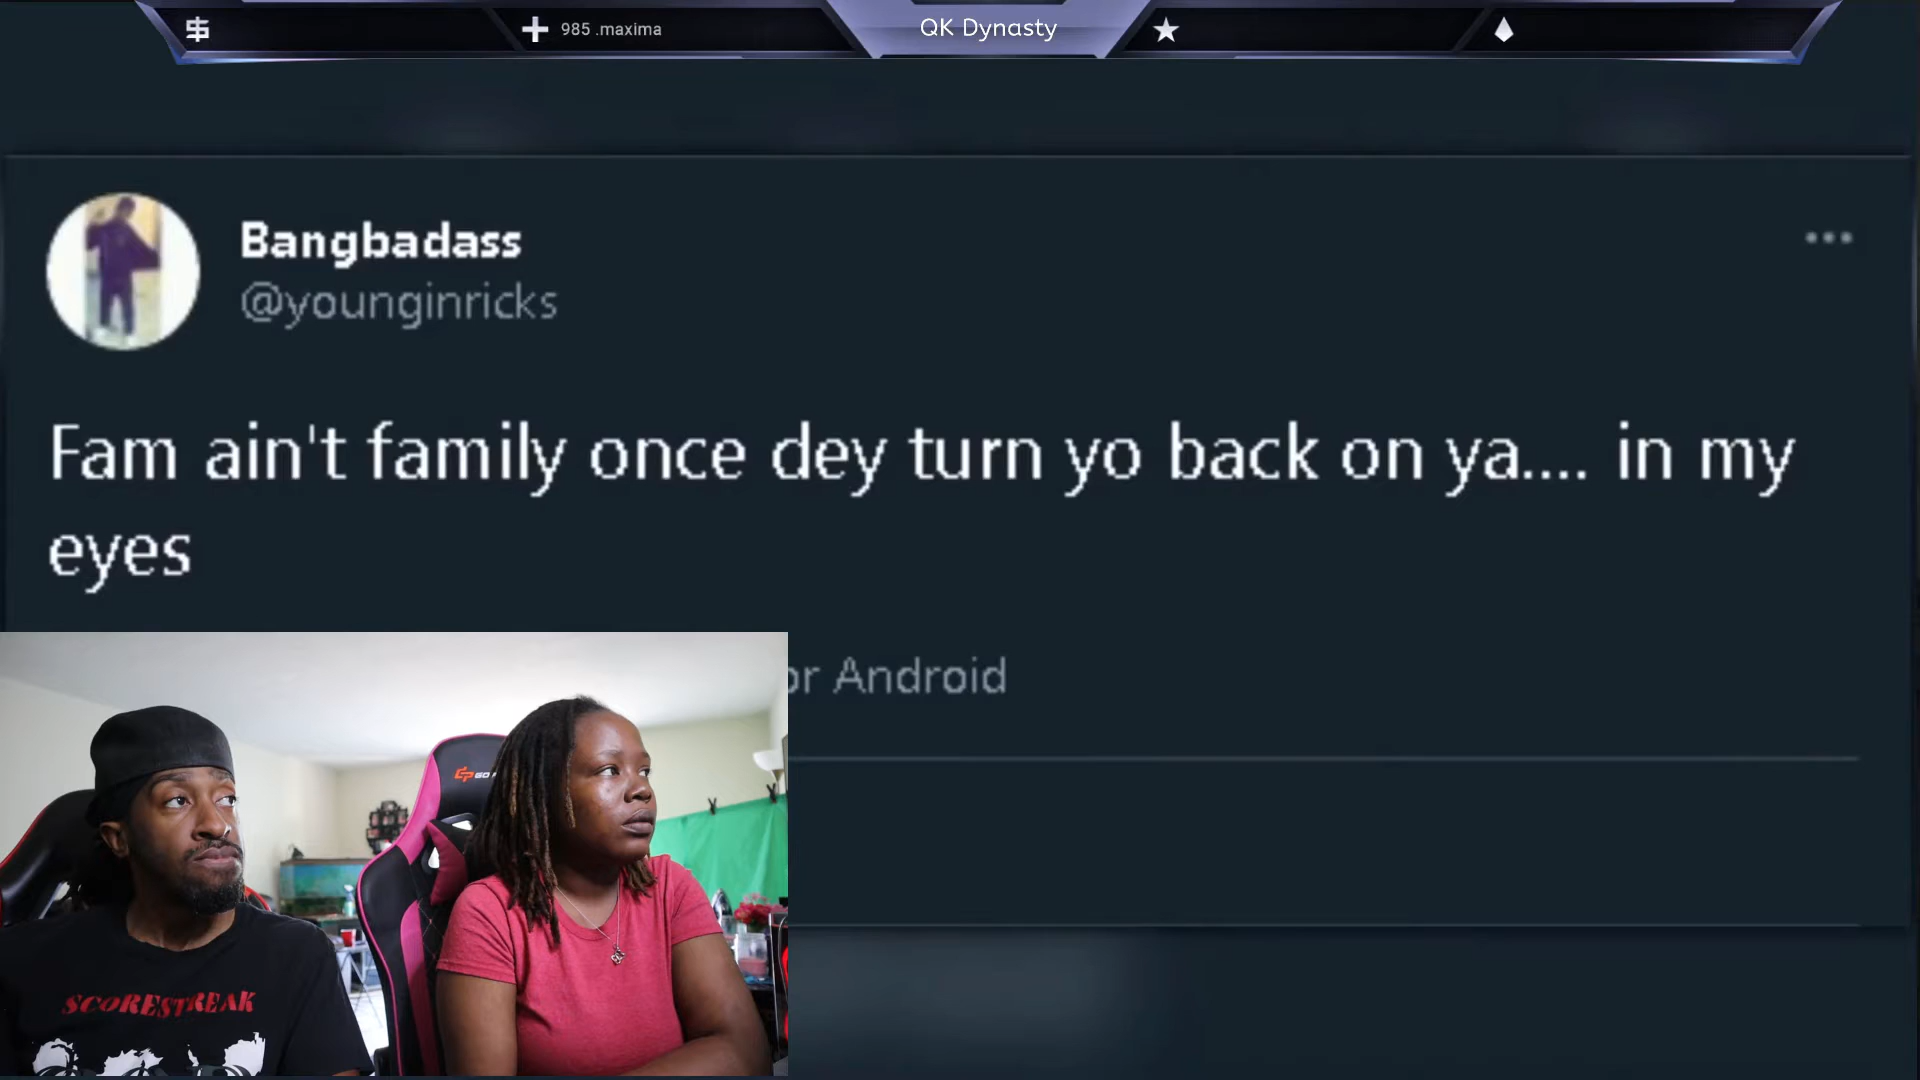 985 .maxima
QK Dynasty
Bangbadass
@younginricks
Fam ain't family once dey turn yo back on ya.... in my
eyes
or Android
SCORESTREAK